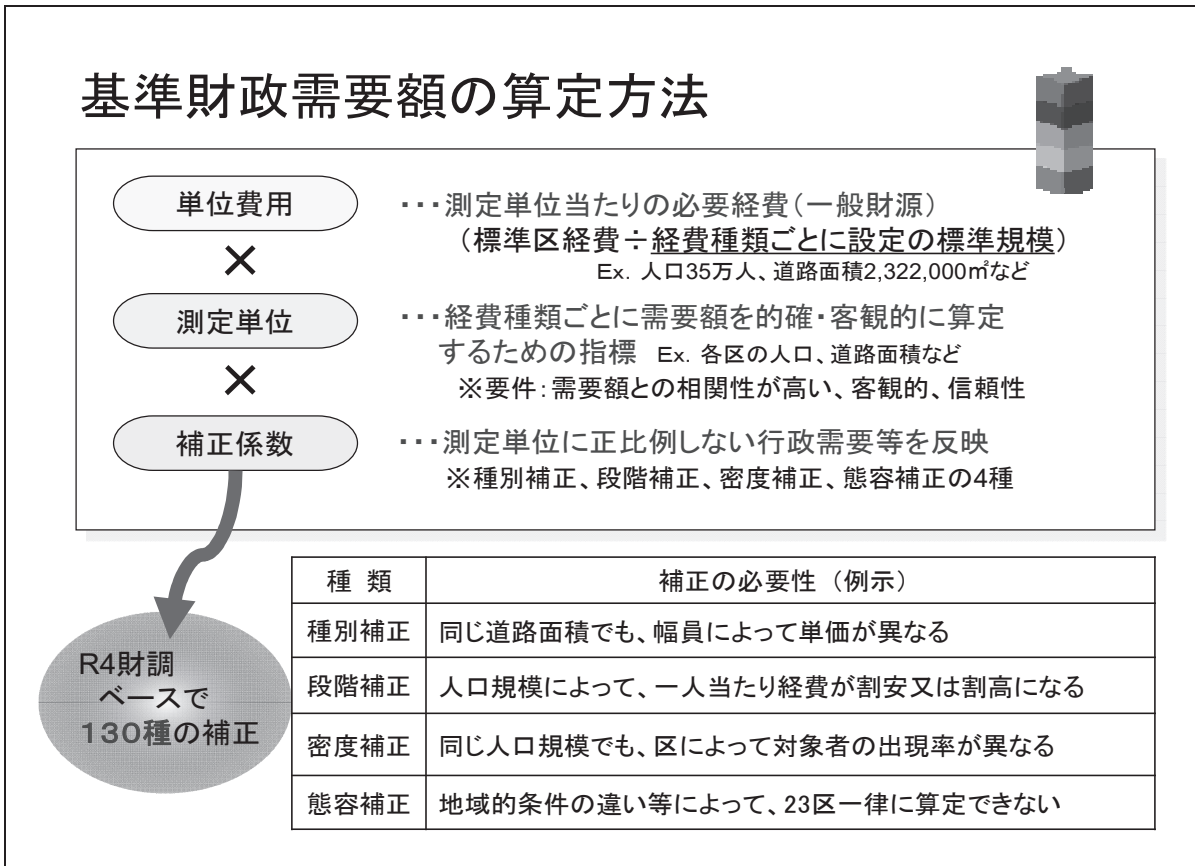 基準財政需要額の算定方法
単位費用
・・・測定単位当たりの必要経費（一般財源）
（標準区経費÷経費種類ごとに設定の標準規模）
Ex. 人口35万人、道路面積2,322,000㎡など
×
測定単位
・・・経費種類ごとに需要額を的確・客観的に算定
するための指標 Ex. 各区の人口、道路面積など
※要件：需要額との相関性が高い、客観的、信頼性
×
補正係数
・・・測定単位に正比例しない行政需要等を反映
※種別補正、段階補正、密度補正、態容補正の4種
R4財調
ベースで
１３０種の補正
種 類 補正の必要性（例示）
種別補正 同じ道路面積でも、幅員によって単価が異なる
段階補正 人口規模によって、一人当たり経費が割安又は割高になる
密度補正 同じ人口規模でも、区によって対象者の出現率が異なる
態容補正 地域的条件の違い等によって、23区一律に算定できない